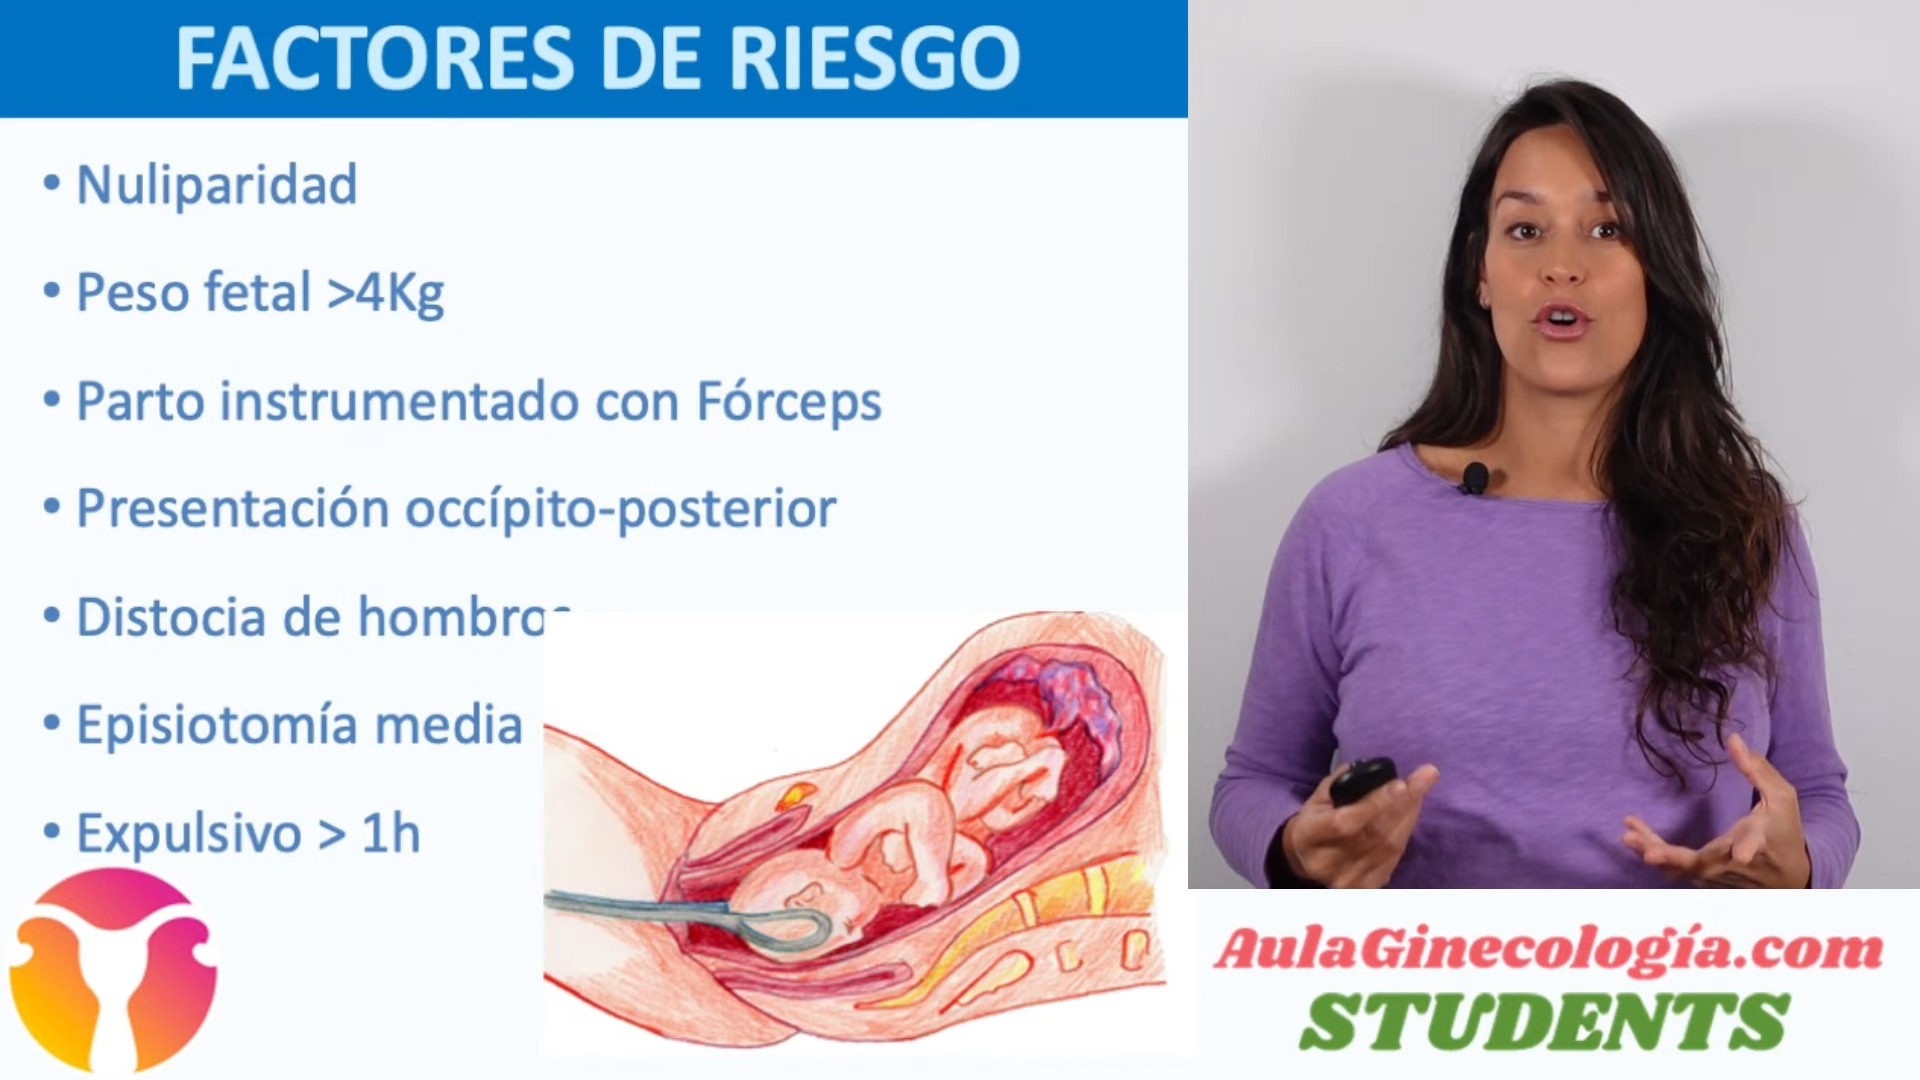 FACTORES DE RIESGO
• Nuliparidad
• Peso fetal >4Kg
• Parto instrumentado con Fórceps
• Presentación occípito-posterior
• Distocia de hombros
• Episiotomía media
• Expulsivo > 1h
AulaGinecología.com
STUDENTS